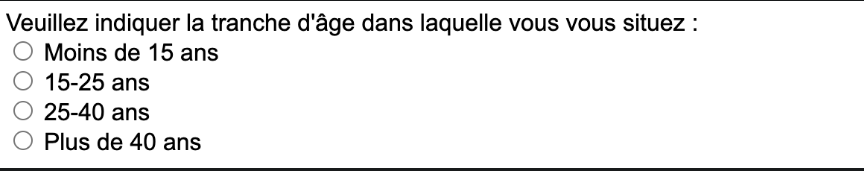 Veuillez indiquer la tranche d'âge dans laquelle vous vous situez :
Moins de 15 ans
15-25 ans
25-40 ans
Plus de 40 ans